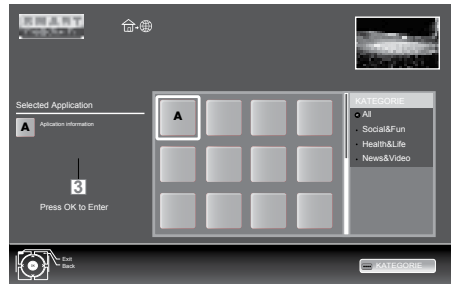 SMART
Selected Application
A
Aplication information
3
Press OK to Enter
A
KATEGORIE
All
Social&Fun
Health&Life
News&Video
Exit
Back
KATEGORIE